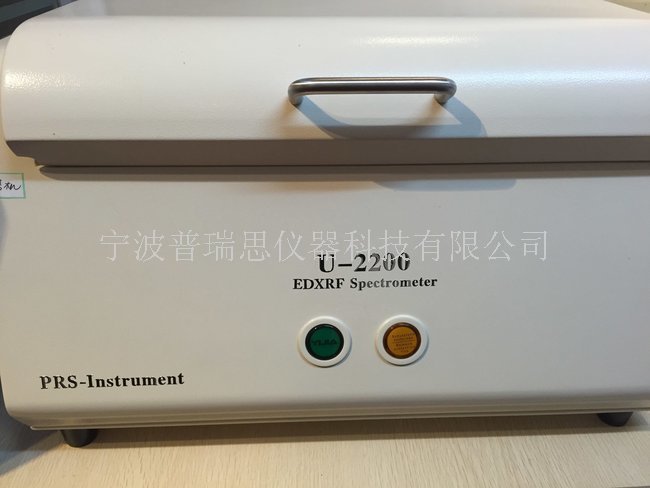 宁波普瑞思仪器科技有限公司
U-2200
EDXRF Spectrometer
PRS-Instrument